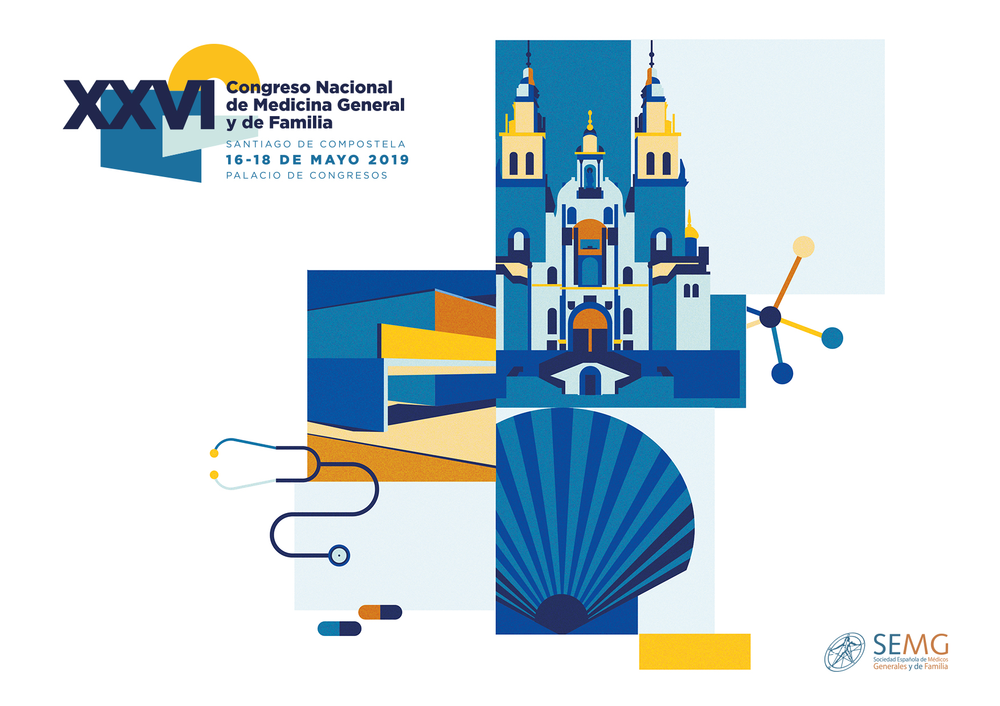 XXVI
Congreso Nacional
de Medicina General
y de Familia
SANTIAGO DE COMPOSTELA
16-18 DE MAYO 2019
PALACIO DE CONGRESOS
SEMG
Sociedad Española de Médicos
Generales y de Familia